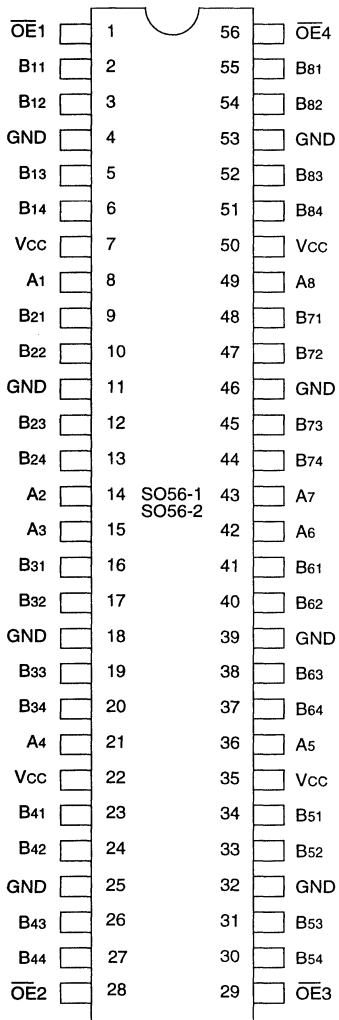 O̅E̅1 1 56 O̅E̅4
B11 2 55 B81
B12 3 54 B82
GND 4 53 GND
B13 5 52 B83
B14 6 51 B84
VCC 7 50 VCC
A1 8 49 A8
B21 9 48 B71
B22 10 47 B72
GND 11 46 GND
B23 12 45 B73
B24 13 44 B74
A2 14 SO56-1 43 A7
SO56-2
A3 15 42 A6
B31 16 41 B61
B32 17 40 B62
GND 18 39 GND
B33 19 38 B63
B34 20 37 B64
A4 21 36 A5
VCC 22 35 VCC
B41 23 34 B51
B42 24 33 B52
GND 25 32 GND
B43 26 31 B53
B44 27 30 B54
O̅E̅2 28 29 O̅E̅3